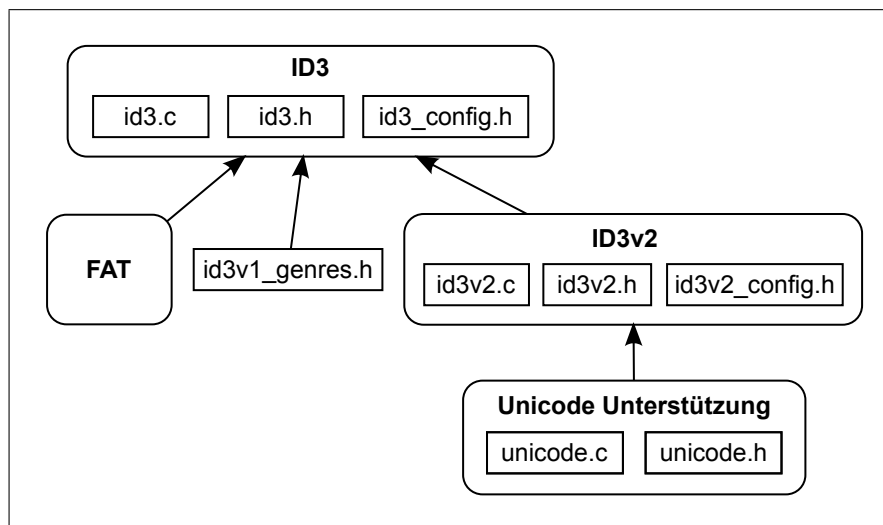 ID3
id3.c id3.h id3_config.h
FAT
id3v1_genres.h
ID3v2
id3v2.c id3v2.h id3v2_config.h
Unicode Unterstützung
unicode.c unicode.h